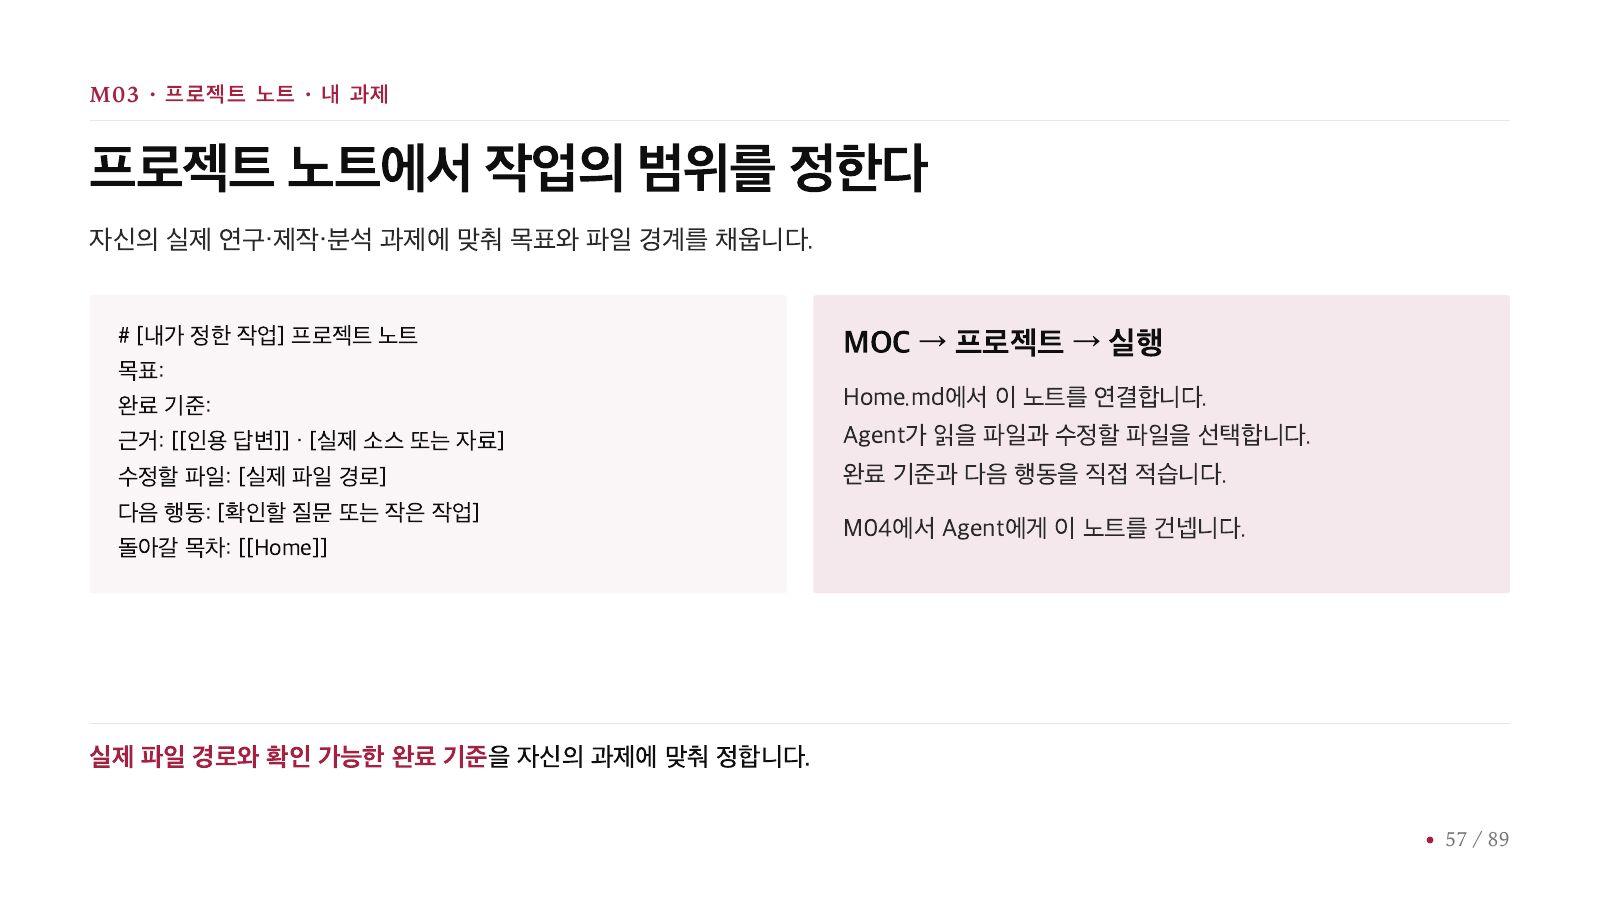 M03 · 프로젝트 노트 · 내 과제
프로젝트 노트에서 작업의 범위를 정한다
자신의 실제 연구·제작·분석 과제에 맞춰 목표와 파일 경계를 채웁니다.
# [내가 정한 작업] 프로젝트 노트
목표:
완료 기준:
근거: [[인용 답변]] · [실제 소스 또는 자료]
수정할 파일: [실제 파일 경로]
다음 행동: [확인할 질문 또는 작은 작업]
돌아갈 목차: [[Home]]
MOC → 프로젝트 → 실행
Home.md에서 이 노트를 연결합니다.
Agent가 읽을 파일과 수정할 파일을 선택합니다.
완료 기준과 다음 행동을 직접 적습니다.
M04에서 Agent에게 이 노트를 건넵니다.
실제 파일 경로와 확인 가능한 완료 기준을 자신의 과제에 맞춰 정합니다.
• 57 / 89